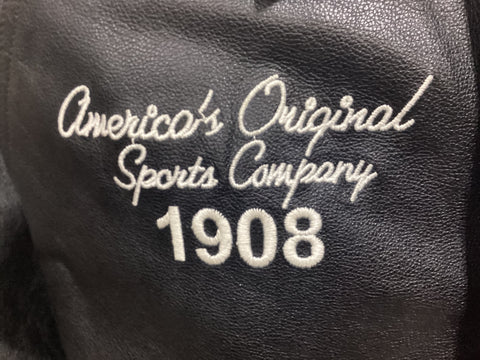 America's Original
Sports Company
1908